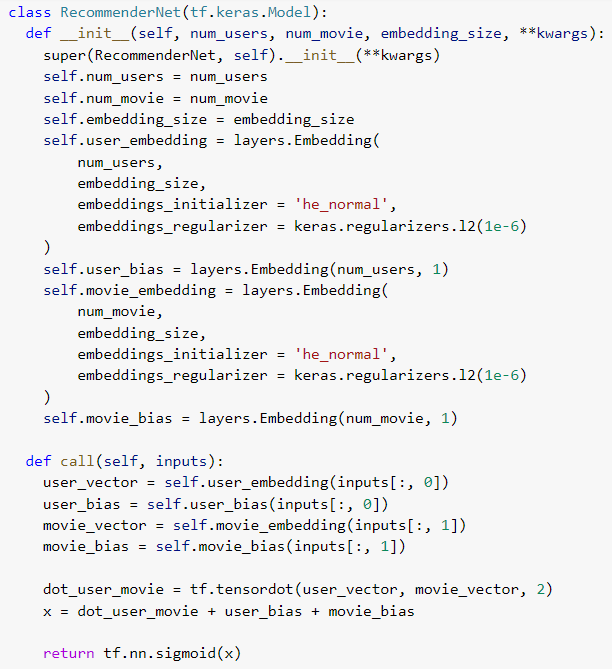 class RecommenderNet(tf.keras.Model):
  def __init__(self, num_users, num_movie, embedding_size, **kwargs):
    super(RecommenderNet, self).__init__(**kwargs)
    self.num_users = num_users
    self.num_movie = num_movie
    self.embedding_size = embedding_size
    self.user_embedding = layers.Embedding(
        num_users,
        embedding_size,
        embeddings_initializer = 'he_normal',
        embeddings_regularizer = keras.regularizers.l2(1e-6)
    )
    self.user_bias = layers.Embedding(num_users, 1)
    self.movie_embedding = layers.Embedding(
        num_movie,
        embedding_size,
        embeddings_initializer = 'he_normal',
        embeddings_regularizer = keras.regularizers.l2(1e-6)
    )
    self.movie_bias = layers.Embedding(num_movie, 1)

  def call(self, inputs):
    user_vector = self.user_embedding(inputs[:, 0])
    user_bias = self.user_bias(inputs[:, 0])
    movie_vector = self.movie_embedding(inputs[:, 1])
    movie_bias = self.movie_bias(inputs[:, 1])

    dot_user_movie = tf.tensordot(user_vector, movie_vector, 2)
    x = dot_user_movie + user_bias + movie_bias

    return tf.nn.sigmoid(x)